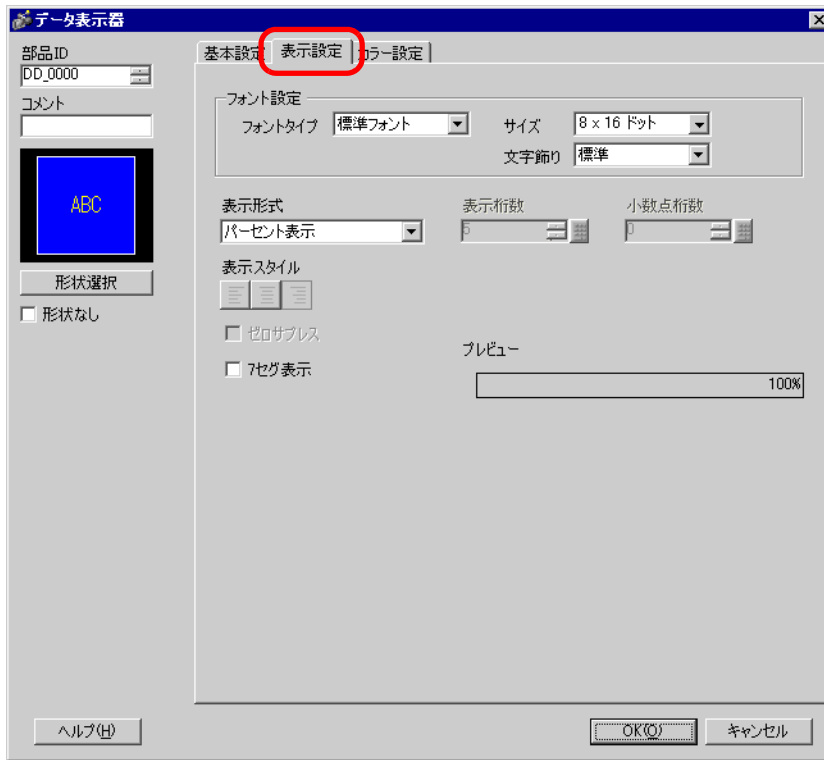 データ表示器
部品ID
DD_0000
コメント
ABC
形状選択
形状なし
基本設定 表示設定 カラー設定
フォント設定
フォントタイプ 標準フォント サイズ 8 x 16 ドット
文字飾り 標準
表示形式 表示桁数 小数点桁数
パーセント表示 5 0
表示スタイル
ゼロサプレス
7セグ表示
プレビュー
100%
ヘルプ(H) OK(O) キャンセル